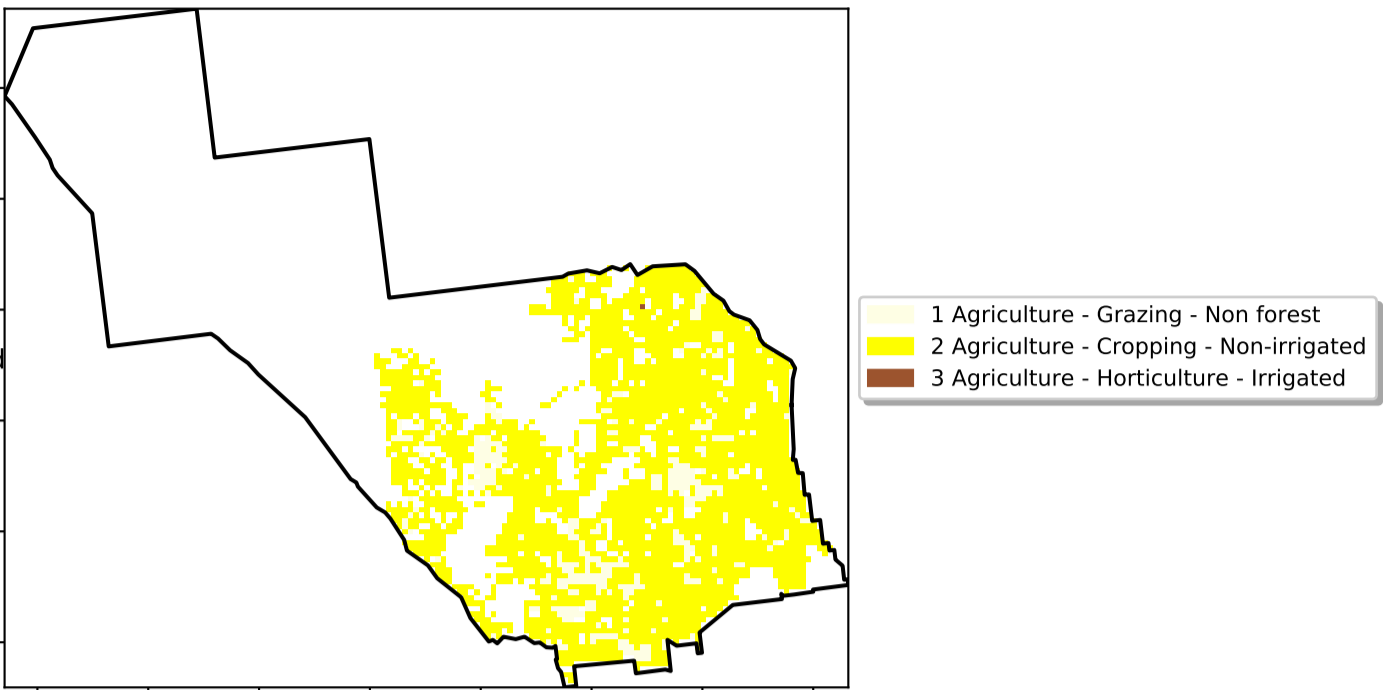 1 Agriculture - Grazing - Non forest
2 Agriculture - Cropping - Non-irrigated
3 Agriculture - Horticulture - Irrigated